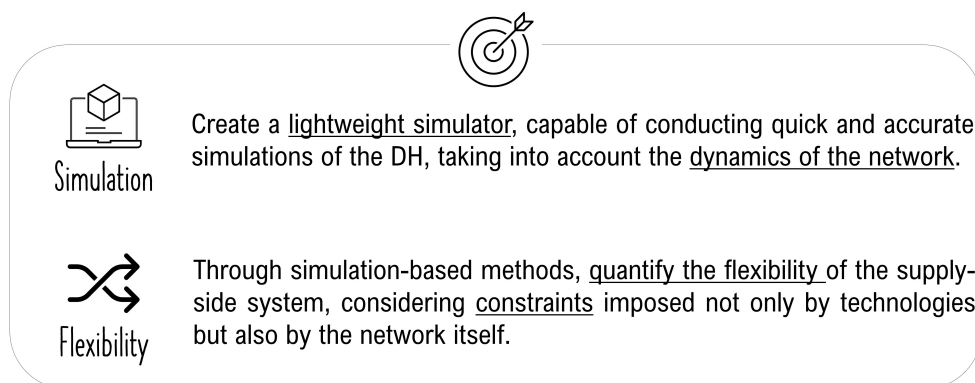 Create a lightweight simulator, capable of conducting quick and accurate
simulations of the DH, taking into account the dynamics of the network.
Simulation
Through simulation-based methods, quantify the flexibility of the supply-
side system, considering constraints imposed not only by technologies
but also by the network itself.
Flexibility